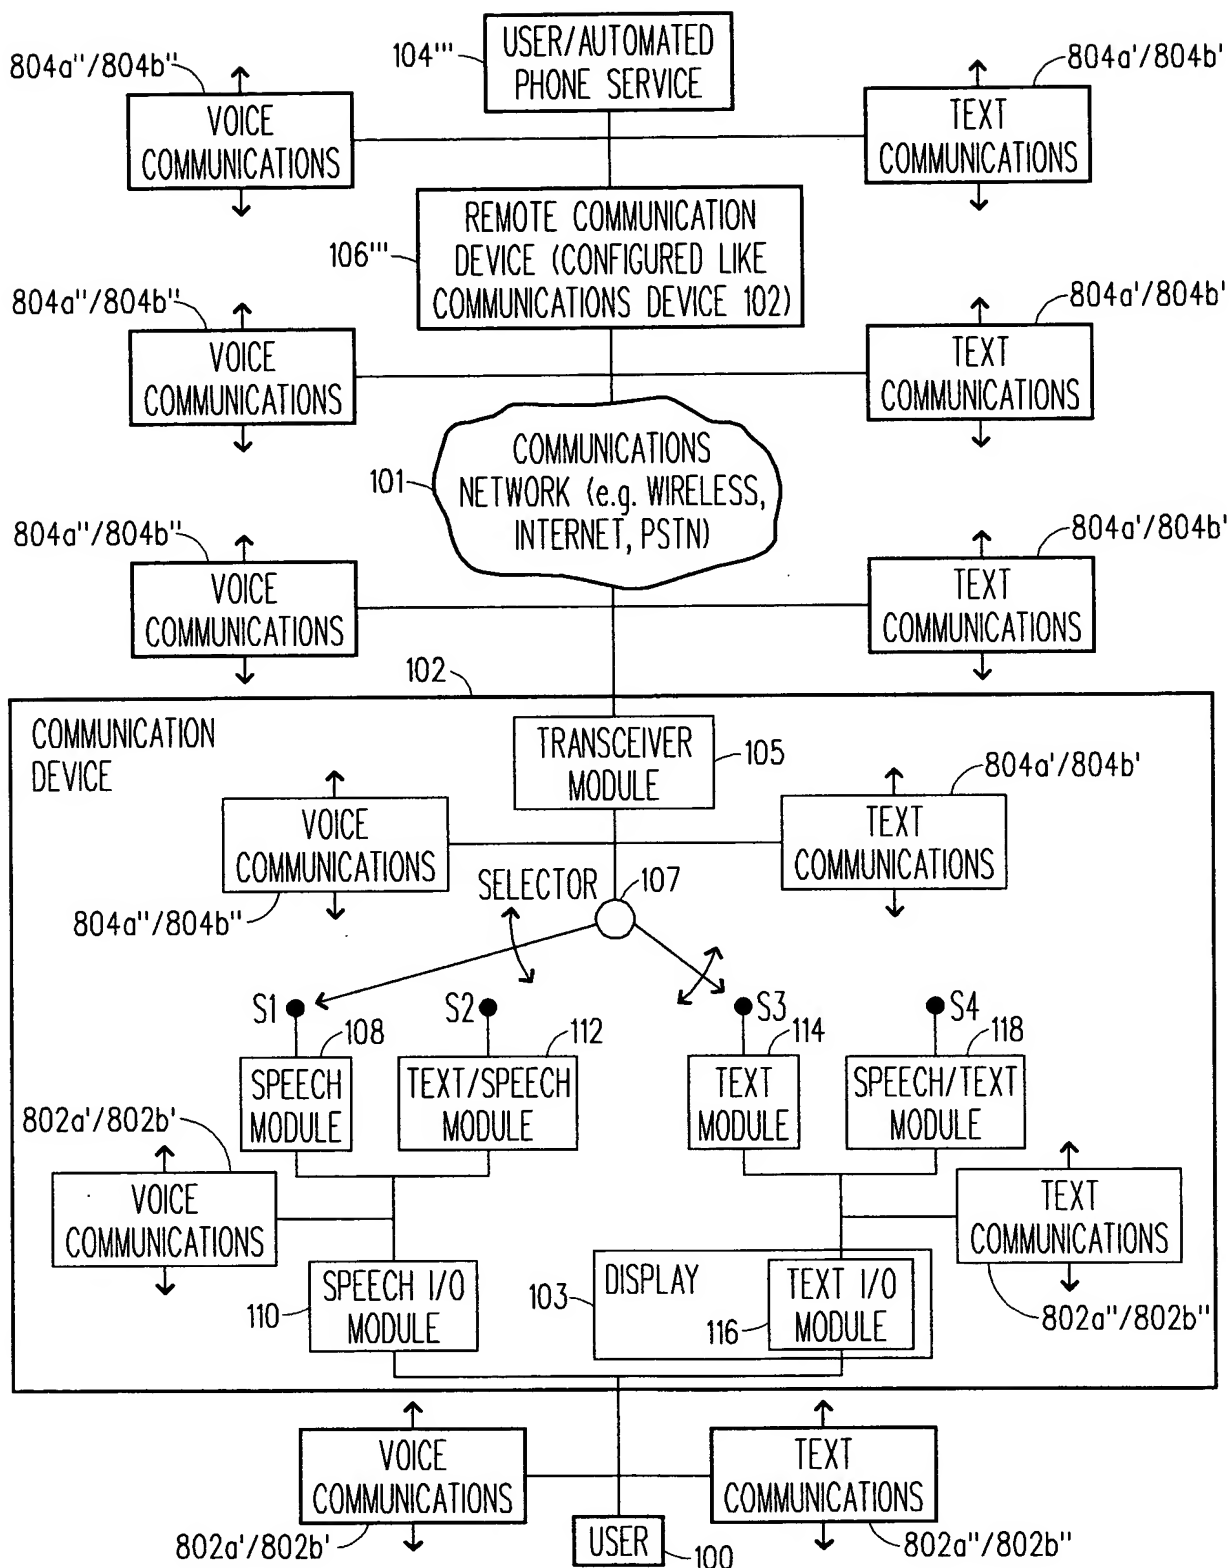 804a"/804b"
104'''
USER/AUTOMATED
PHONE SERVICE
804a'/804b'
VOICE
COMMUNICATIONS
TEXT
COMMUNICATIONS
106'''
REMOTE COMMUNICATION
DEVICE (CONFIGURED LIKE
COMMUNICATIONS DEVICE 102)
804a"/804b"
804a'/804b'
VOICE
COMMUNICATIONS
TEXT
COMMUNICATIONS
101
COMMUNICATIONS
NETWORK (e.g. WIRELESS,
INTERNET, PSTN)
804a"/804b"
804a'/804b'
VOICE
COMMUNICATIONS
TEXT
COMMUNICATIONS
102
COMMUNICATION
DEVICE
TRANSCEIVER
MODULE
105
804a'/804b'
VOICE
COMMUNICATIONS
TEXT
COMMUNICATIONS
804a"/804b"
SELECTOR
107
S1
S2
S3
S4
108
112
114
118
SPEECH
MODULE
TEXT/SPEECH
MODULE
TEXT
MODULE
SPEECH/TEXT
MODULE
802a'/802b'
VOICE
COMMUNICATIONS
TEXT
COMMUNICATIONS
802a"/802b"
110
SPEECH I/O
MODULE
103
DISPLAY
116
TEXT I/O
MODULE
VOICE
COMMUNICATIONS
TEXT
COMMUNICATIONS
802a'/802b'
802a"/802b"
USER
100